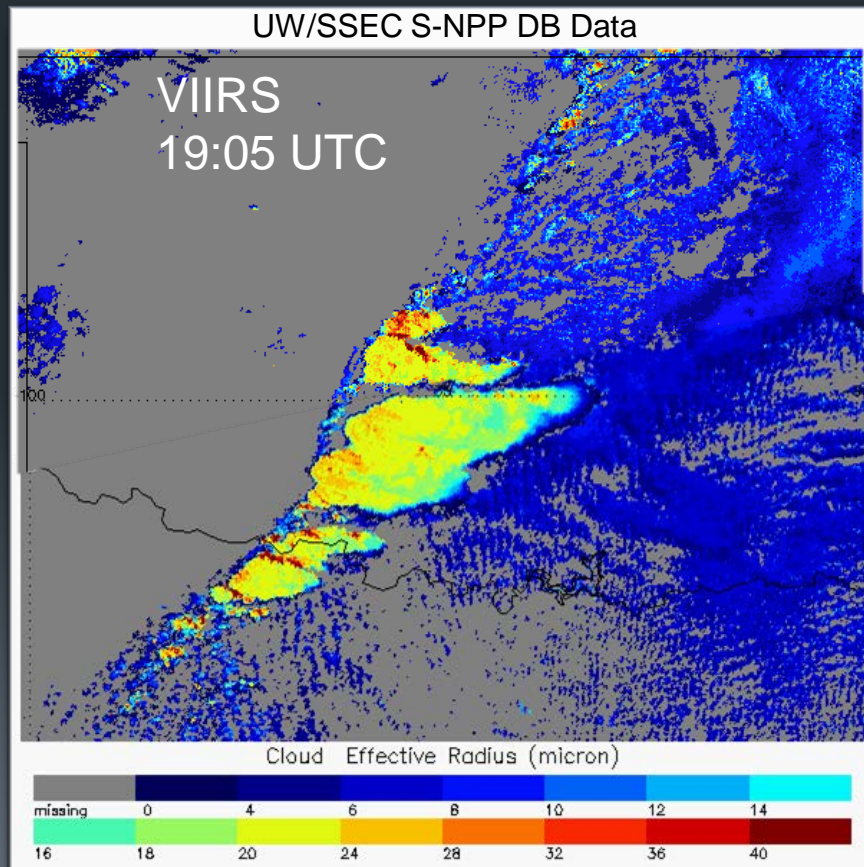 UW/SSEC S-NPP DB Data
VIIRS
19:05 UTC
100
Cloud Effective Radius (micron)
missing 0 4 6 8 10 12 14
16 18 20 24 28 32 36 40